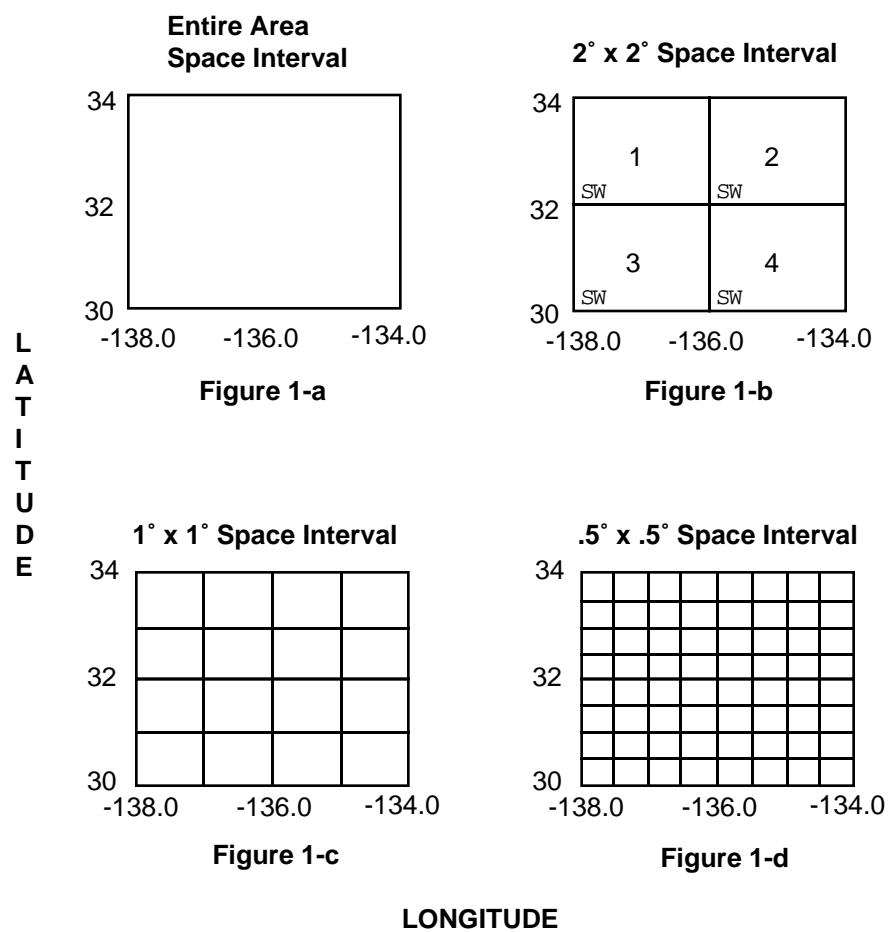 Entire Area
Space Interval
34
32
30
-138.0 -136.0 -134.0
Figure 1-a
2˚ x 2˚ Space Interval
34
1 2
SW SW
32
3 4
SW SW
30
-138.0 -136.0 -134.0
Figure 1-b
L
A
T
I
T
U
D
E
1˚ x 1˚ Space Interval
34
32
30
-138.0 -136.0 -134.0
Figure 1-c
.5˚ x .5˚ Space Interval
34
32
30
-138.0 -136.0 -134.0
Figure 1-d
LONGITUDE